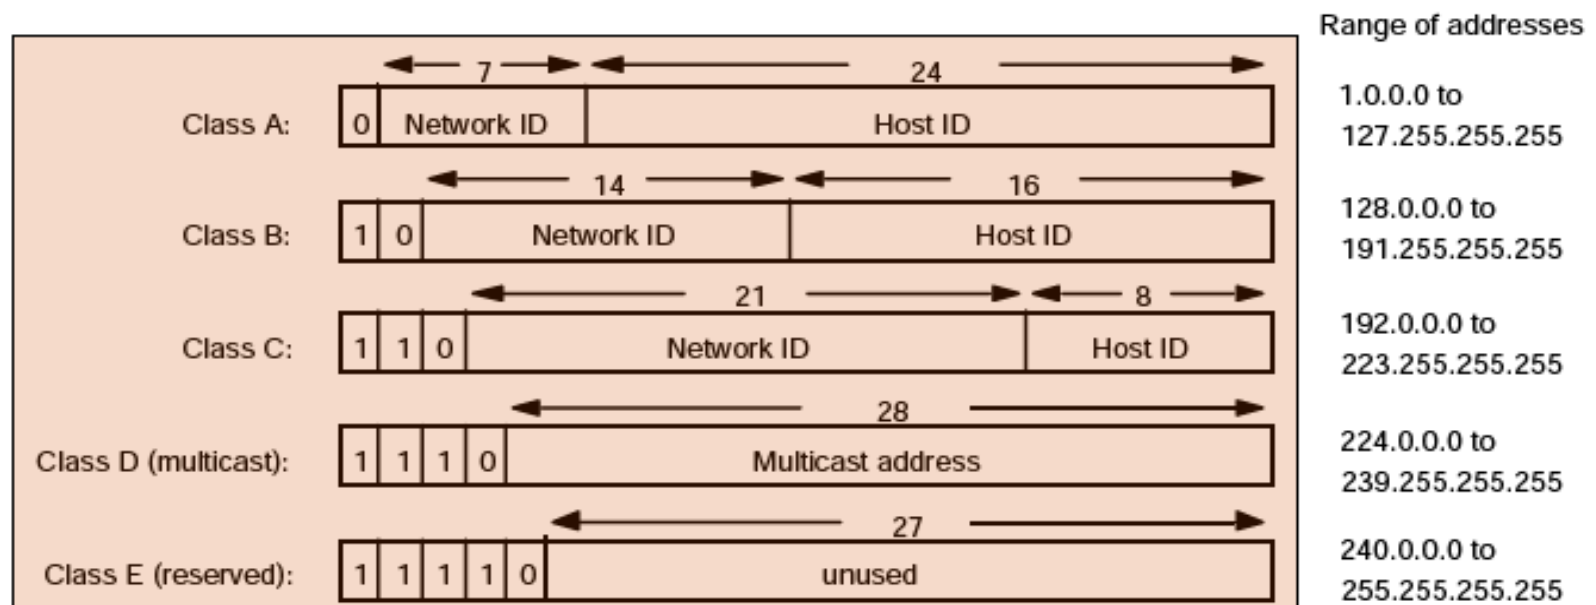 Range of addresses
7 24
Class A: 0 Network ID Host ID
1.0.0.0 to
127.255.255.255
14 16
Class B: 1 0 Network ID Host ID
128.0.0.0 to
191.255.255.255
21 8
Class C: 1 1 0 Network ID Host ID
192.0.0.0 to
223.255.255.255
28
Class D (multicast): 1 1 1 0 Multicast address
224.0.0.0 to
239.255.255.255
27
Class E (reserved): 1 1 1 1 0 unused
240.0.0.0 to
255.255.255.255